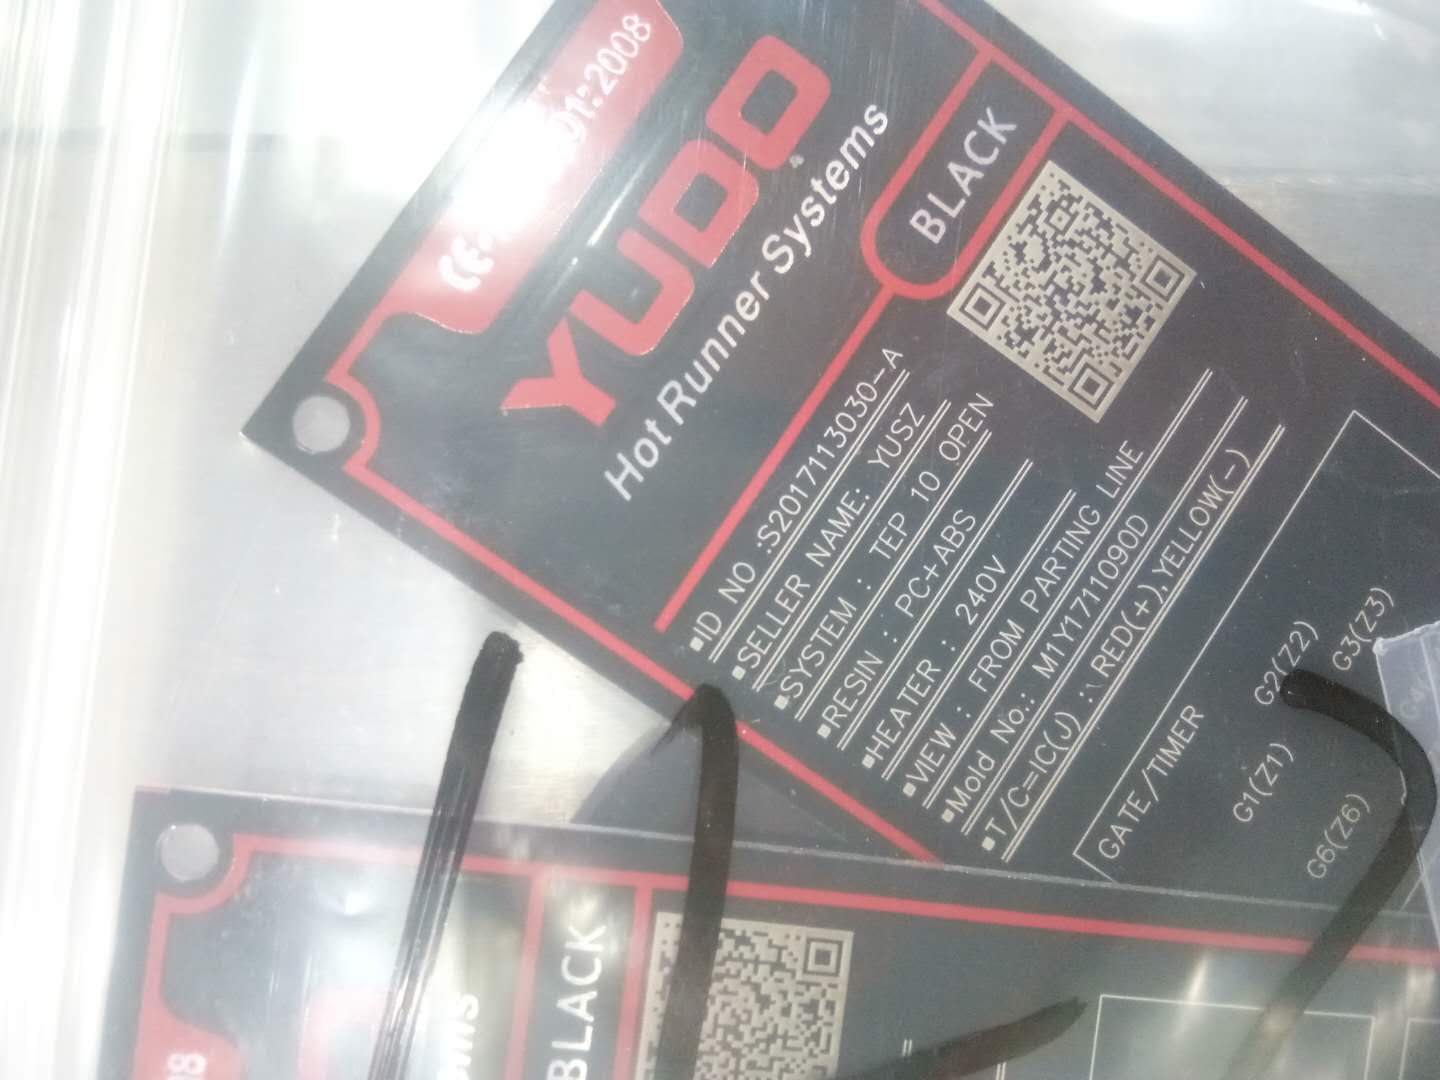 01:2008
YUDO
Hot Runner Systems
BLACK
ID NO :S2017113030-A
SELLER NAME: YUSZ
SYSTEM : TEP 10 OPEN
RESIN : PC+ABS
HEATER : 240V
VIEW : FROM PARTING LINE
Mold No.: M1Y1711090D
T/C=IC(J) : RED(+),YELLOW(-)
GATE/TIMER
G1(Z1)
G2(Z2)
G3(Z3)
G6(Z6)
BLACK